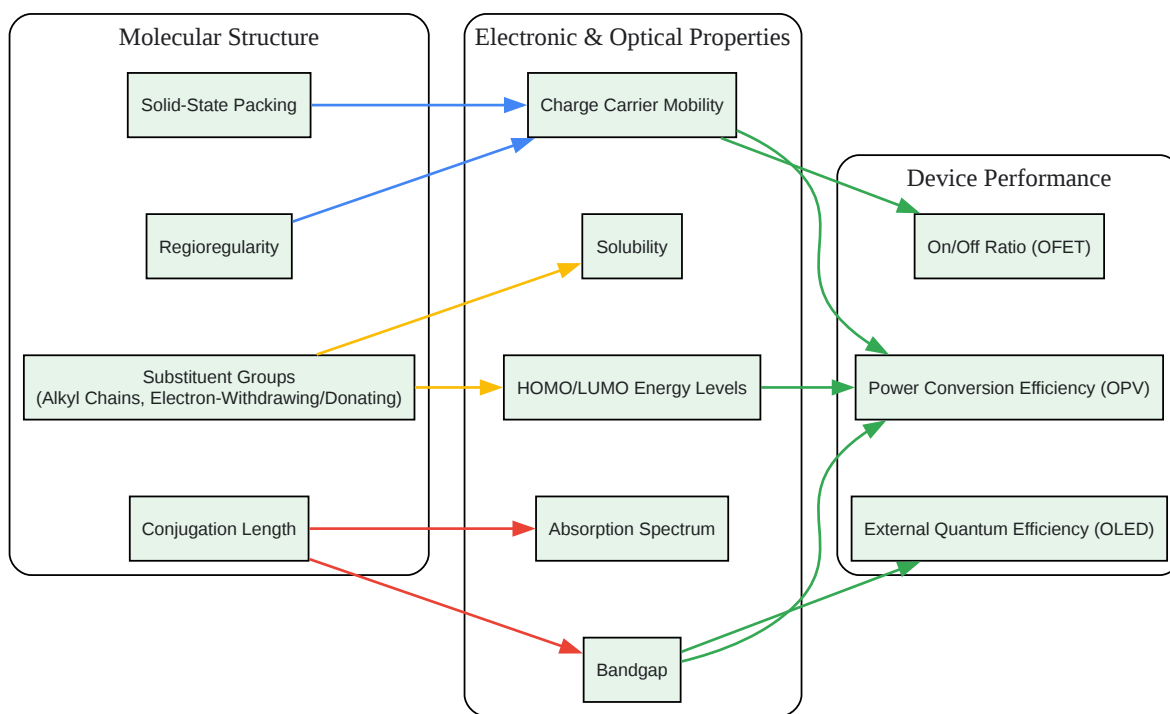 Molecular Structure
Solid-State Packing
Regioregularity
Substituent Groups
(Alkyl Chains, Electron-Withdrawing/Donating)
Conjugation Length
Electronic & Optical Properties
Charge Carrier Mobility
Solubility
HOMO/LUMO Energy Levels
Absorption Spectrum
Bandgap
Device Performance
On/Off Ratio (OFET)
Power Conversion Efficiency (OPV)
External Quantum Efficiency (OLED)